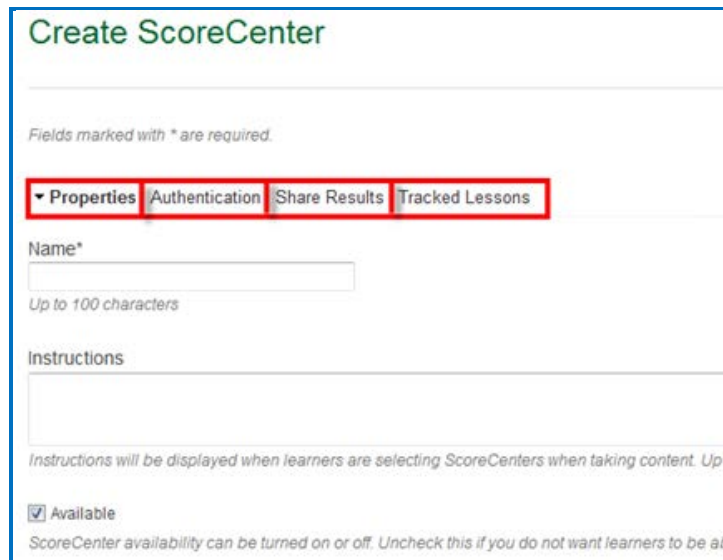 Create ScoreCenter
Fields marked with * are required.
Properties Authentication Share Results Tracked Lessons
Name*
Up to 100 characters
Instructions
Instructions will be displayed when learners are selecting ScoreCenters when taking content. Up
Available
ScoreCenter availability can be turned on or off. Uncheck this if you do not want learners to be